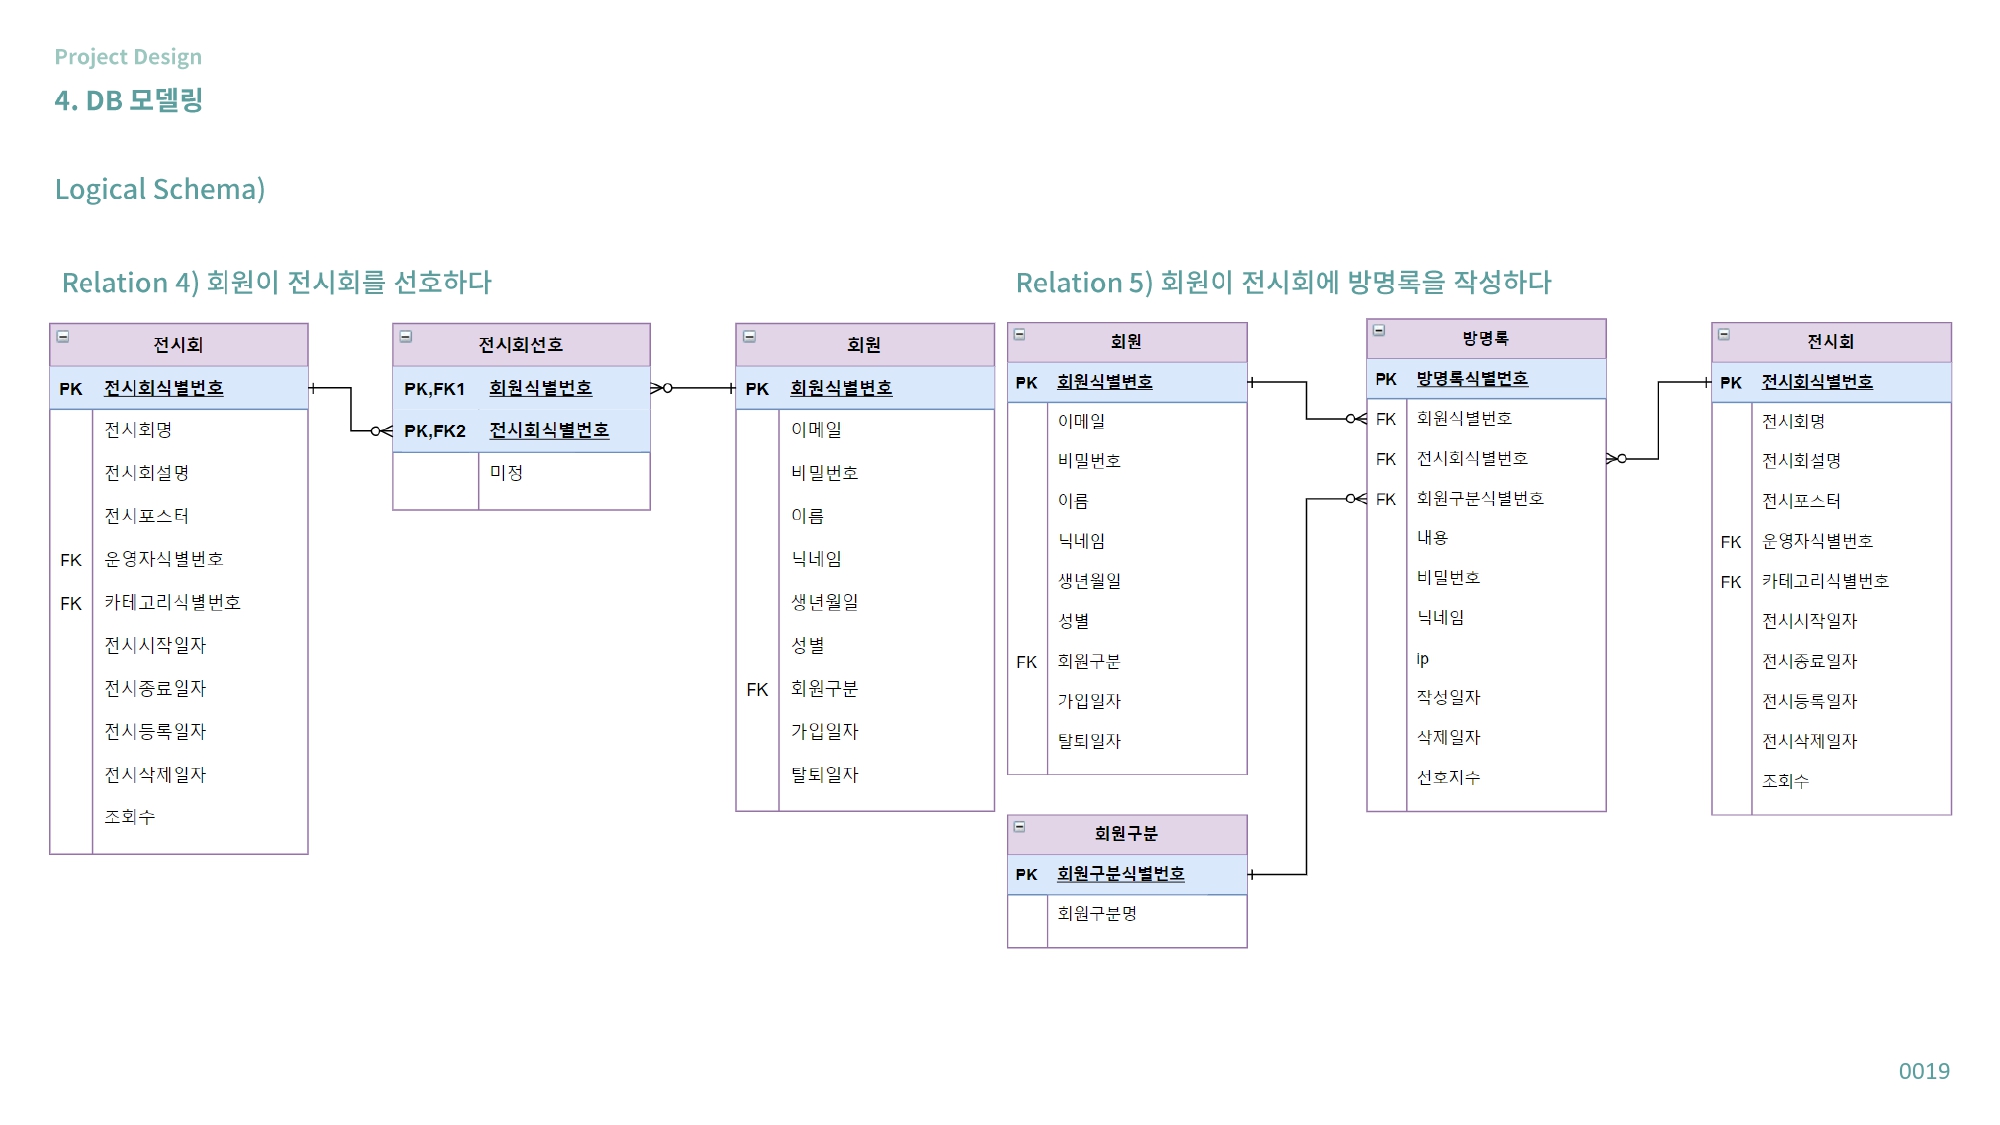 Project Design
4. DB 모델링
Logical Schema)
Relation 4) 회원이 전시회를 선호하다
전시회
PK 전시회식별번호
전시회명
전시회설명
전시포스터
FK 운영자식별번호
FK 카테고리식별번호
전시시작일자
전시종료일자
전시등록일자
전시삭제일자
조회수
전시회선호
PK,FK1 회원식별번호
PK,FK2 전시회식별번호
미정
회원
PK 회원식별변호
이메일
비밀번호
이름
닉네임
생년월일
성별
FK 회원구분
가입일자
탈퇴일자
Relation 5) 회원이 전시회에 방명록을 작성하다
회원
PK 회원식별변호
이메일
비밀번호
이름
닉네임
생년월일
성별
FK 회원구분
가입일자
탈퇴일자
회원구분
PK 회원구분식별번호
회원구분명
방명록
PK 방명록식별번호
FK 회원식별번호
FK 전시회식별번호
FK 회원구분식별번호
내용
비밀번호
닉네임
ip
작성일자
삭제일자
선호지수
전시회
PK 전시회식별번호
전시회명
전시회설명
전시포스터
FK 운영자식별번호
FK 카테고리식별번호
전시시작일자
전시종료일자
전시등록일자
전시삭제일자
조회수
0019